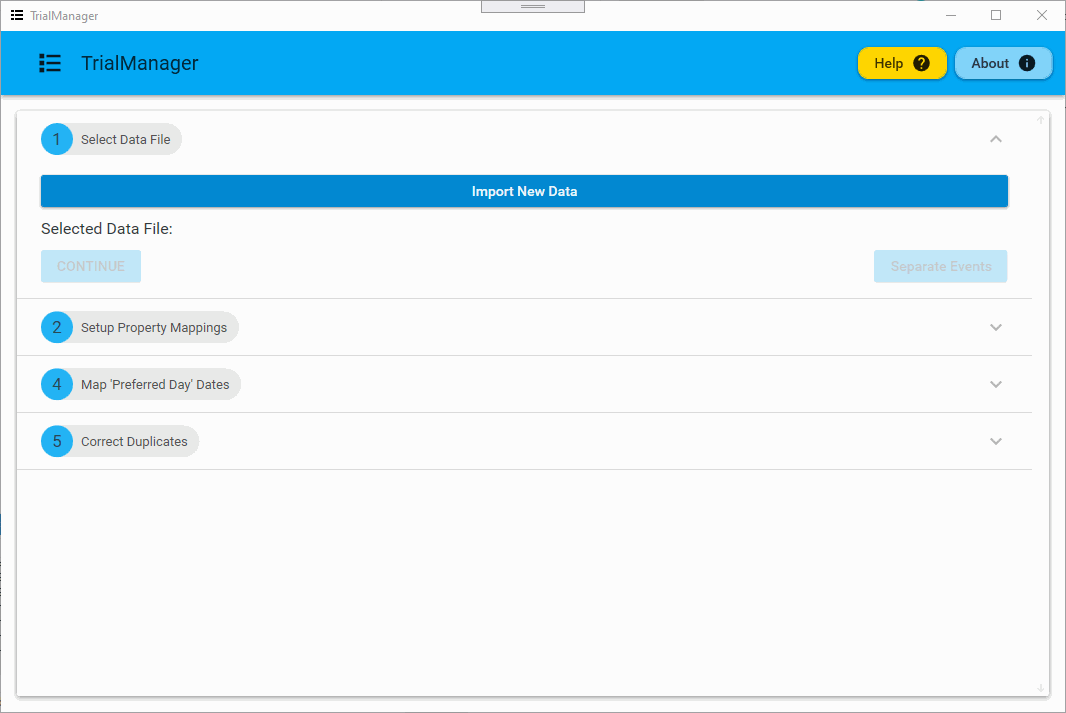 TrialManager
TrialManager
Help ?
About i
1 Select Data File
Import New Data
Selected Data File:
CONTINUE
Separate Events
2 Setup Property Mappings
4 Map 'Preferred Day' Dates
5 Correct Duplicates